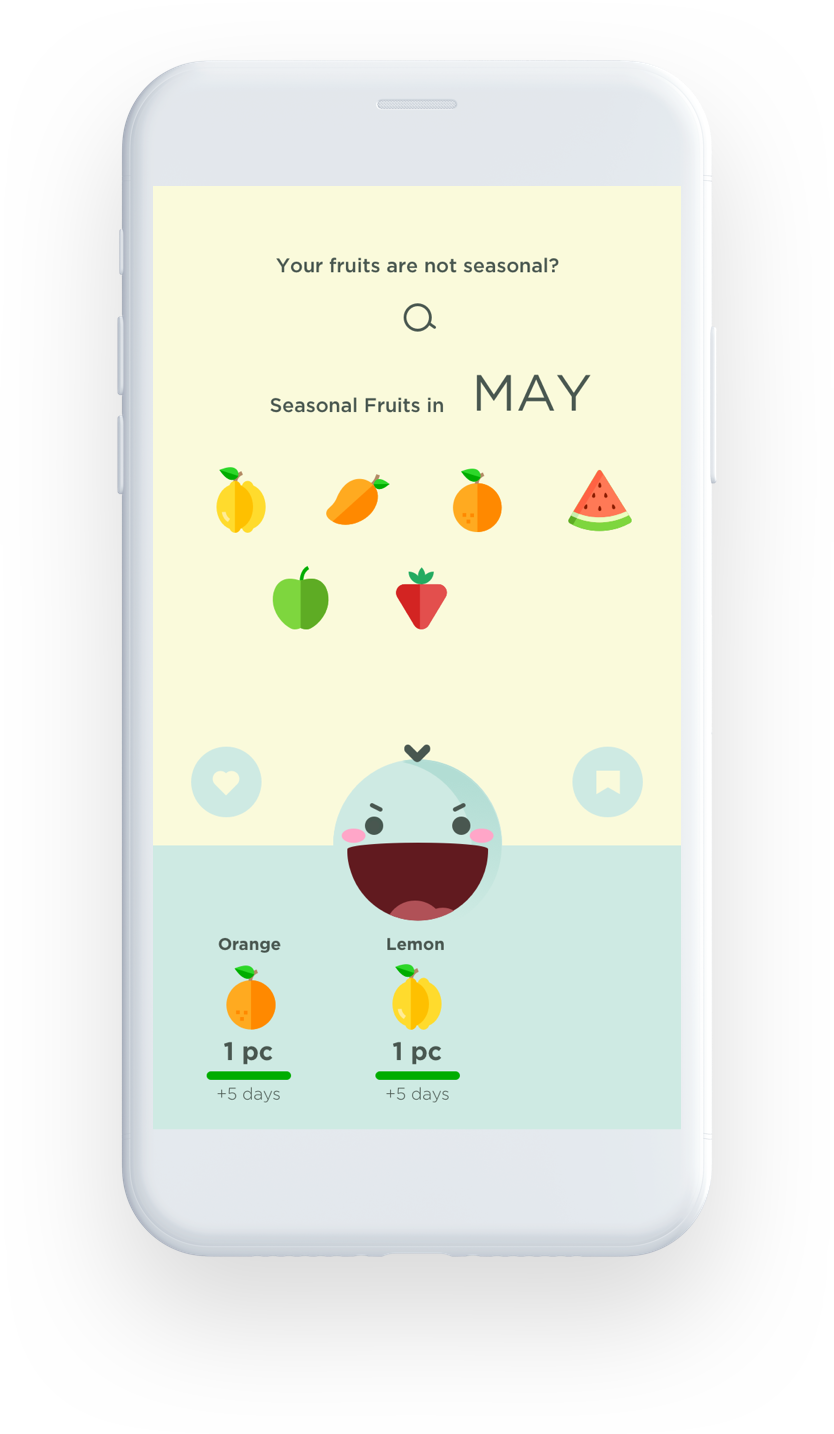 Your fruits are not seasonal?
Seasonal Fruits in MAY
Orange Lemon
1 pc 1 pc
+5 days +5 days